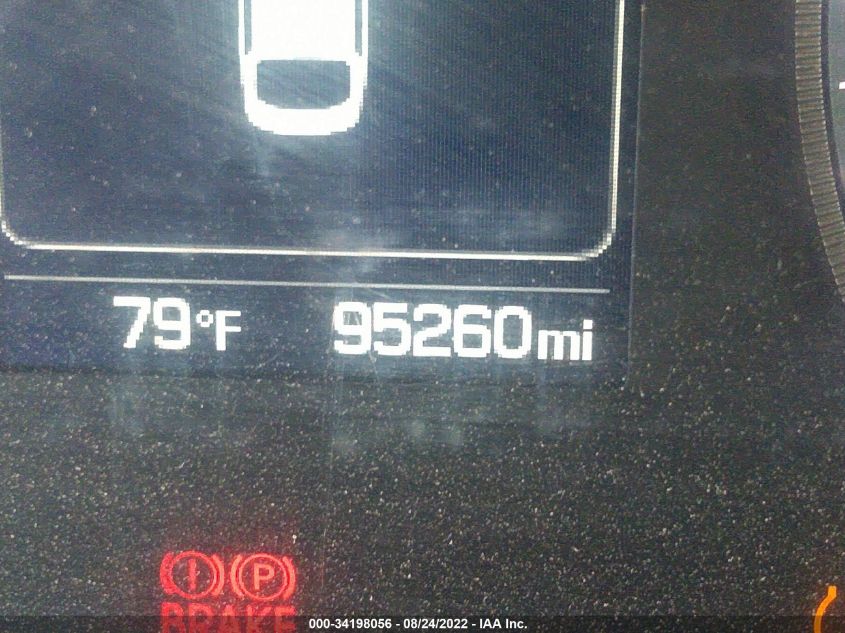 79°F 95260mi
(!) (P)
BRAKE
000-34198056 - 08/24/2022 - IAA Inc.